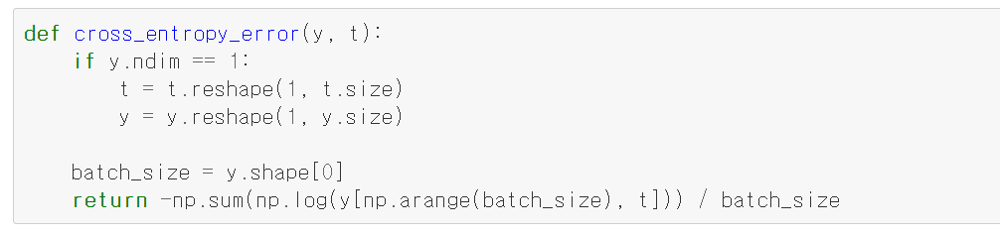 def cross_entropy_error(y, t):
    if y.ndim == 1:
        t = t.reshape(1, t.size)
        y = y.reshape(1, y.size)

    batch_size = y.shape[0]
    return -np.sum(np.log(y[np.arange(batch_size), t])) / batch_size